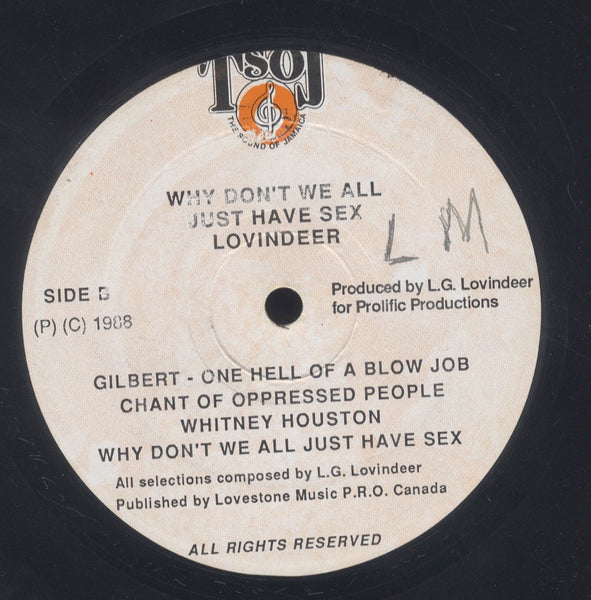 TSOJ
THE SOUND OF JAMAICA
WHY DON'T WE ALL
JUST HAVE SEX
LOVINDEER
L M
SIDE B
(P) (C) 1988
Produced by L.G. Lovindeer
for Prolific Productions
GILBERT - ONE HELL OF A BLOW JOB
CHANT OF OPPRESSED PEOPLE
WHITNEY HOUSTON
WHY DON'T WE ALL JUST HAVE SEX
All selections composed by L.G. Lovindeer
Published by Lovestone Music P.R.O. Canada
ALL RIGHTS RESERVED